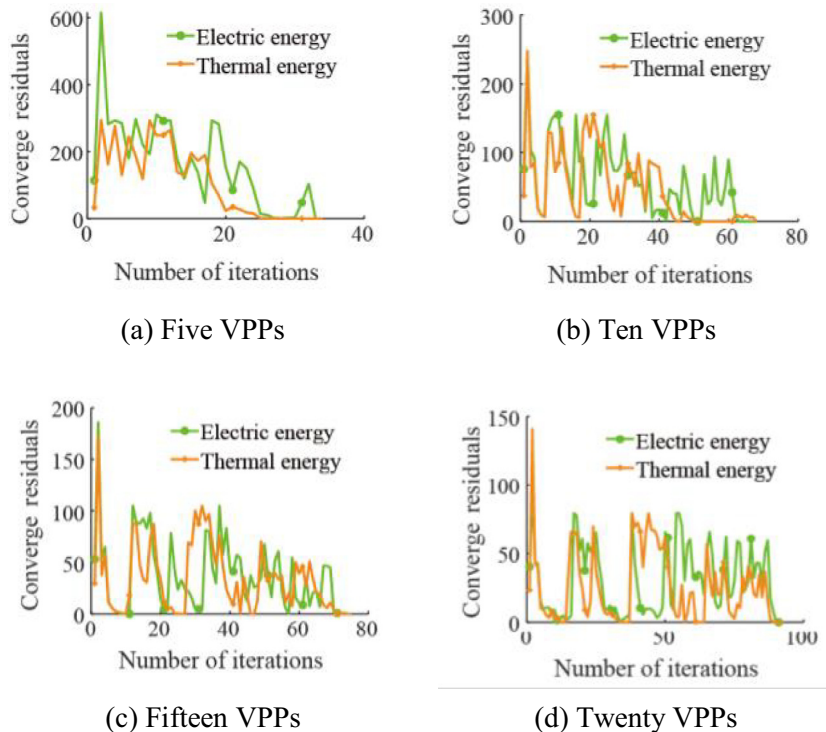 600
400
200
0
Converge residuals
Electric energy
Thermal energy
0 20 40
Number of iterations
(a) Five VPPs
300
200
100
0
Converge residuals
Electric energy
Thermal energy
0 20 40 60 80
Number of iterations
(b) Ten VPPs
200
150
100
50
0
Converge residuals
Electric energy
Thermal energy
0 20 40 60 80
Number of iterations
(c) Fifteen VPPs
150
100
50
0
Converge residuals
Electric energy
Thermal energy
0 50 100
Number of iterations
(d) Twenty VPPs